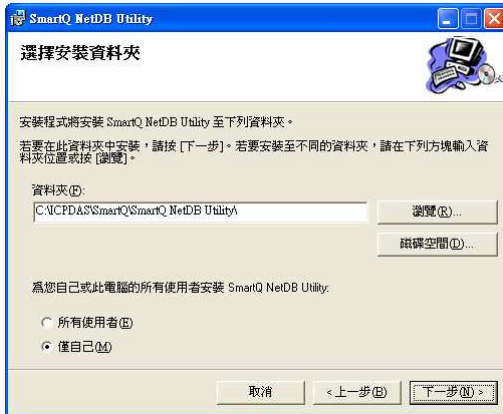 SmartQ NetDB Utility
選擇安裝資料夾
安裝程式將安裝 SmartQ NetDB Utility 至下列資料夾。
若要在此資料夾中安裝，請按 [下一步]。若要安裝至不同的資料夾，請在下列方塊輸入資
料夾位置或按 [瀏覽]。
資料夾(F):
C:\ICPDAS\SmartQ\SmartQ NetDB Utility\
瀏覽(R)...
磁碟空間(D)...
為您自己或此電腦的所有使用者安裝 SmartQ NetDB Utility:
所有使用者(E)
僅自己(M)
取消
<上一步(B)
下一步(N) >